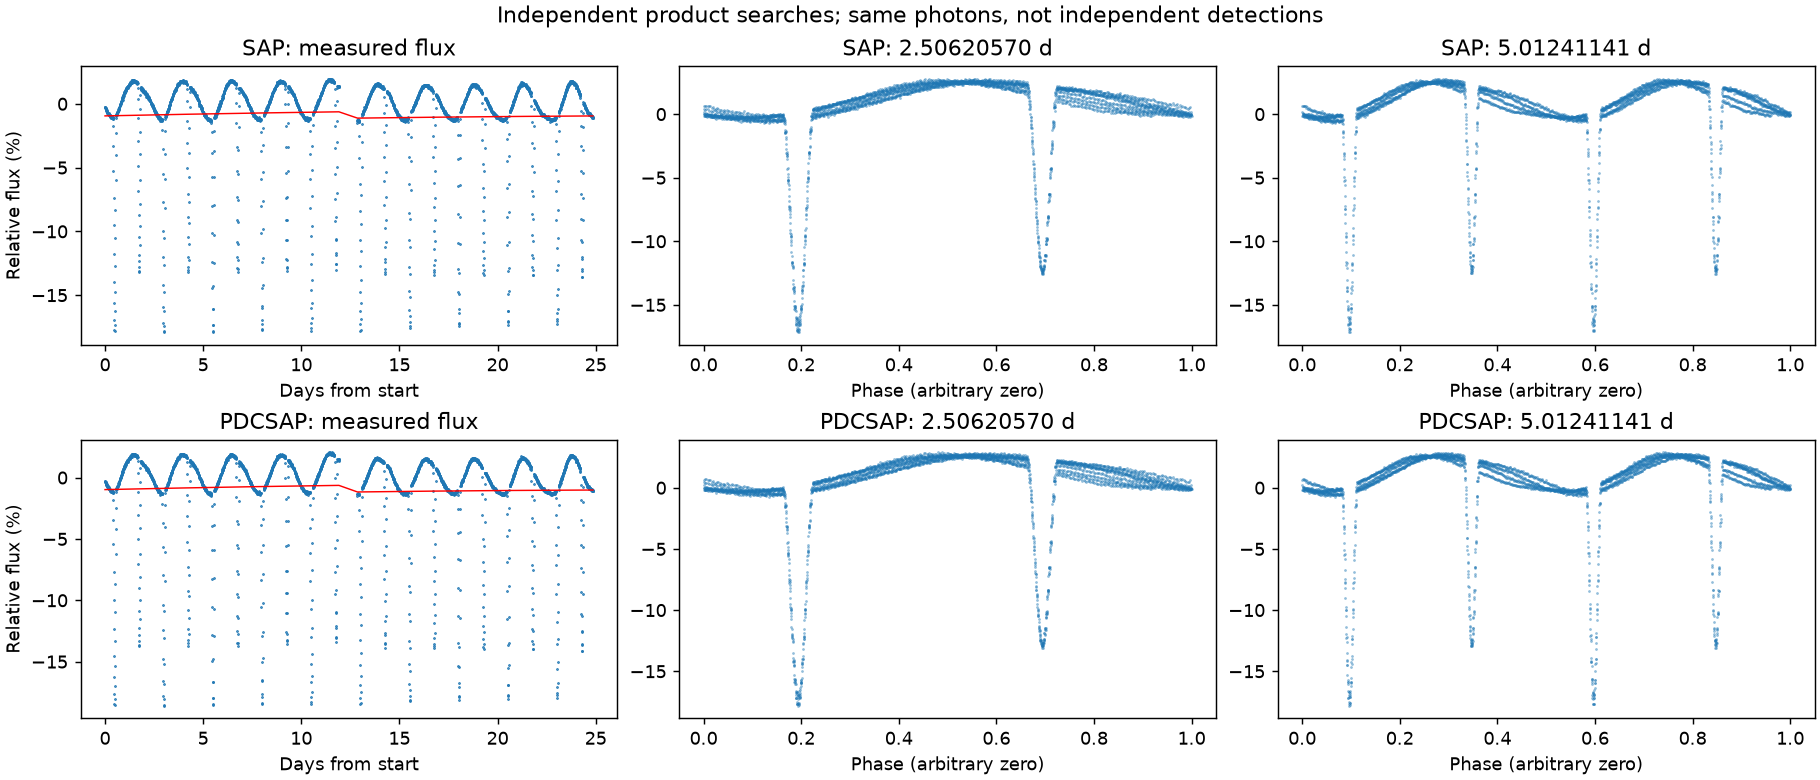 Independent product searches; same photons, not independent detections
SAP: measured flux
SAP: 2.50620570 d
SAP: 5.01241141 d
Relative flux (%)
0
−5
−10
−15
0
−5
−10
−15
0
−5
−10
−15
0 5 10 15 20 25
0.0 0.2 0.4 0.6 0.8 1.0
0.0 0.2 0.4 0.6 0.8 1.0
Days from start
Phase (arbitrary zero)
Phase (arbitrary zero)
PDCSAP: measured flux
PDCSAP: 2.50620570 d
PDCSAP: 5.01241141 d
Relative flux (%)
0
−5
−10
−15
0
−5
−10
−15
0
−5
−10
−15
0 5 10 15 20 25
0.0 0.2 0.4 0.6 0.8 1.0
0.0 0.2 0.4 0.6 0.8 1.0
Days from start
Phase (arbitrary zero)
Phase (arbitrary zero)